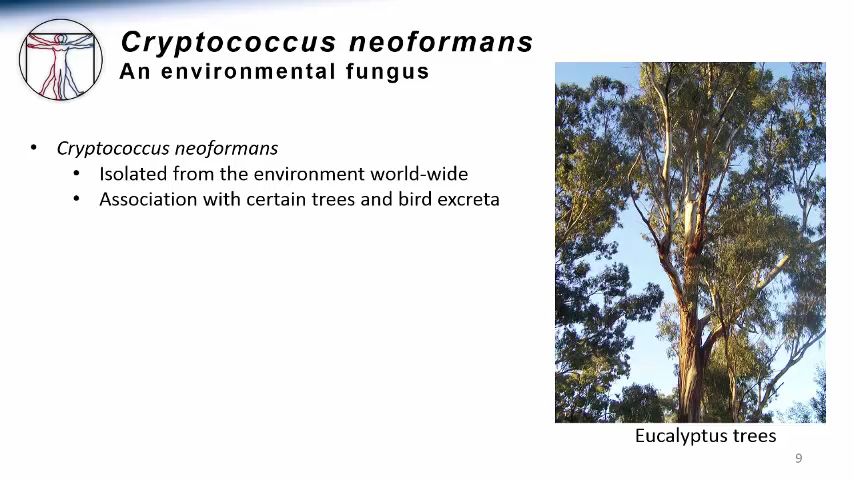 Cryptococcus neoformans
An environmental fungus
• Cryptococcus neoformans
• Isolated from the environment world-wide
• Association with certain trees and bird excreta
Eucalyptus trees
9